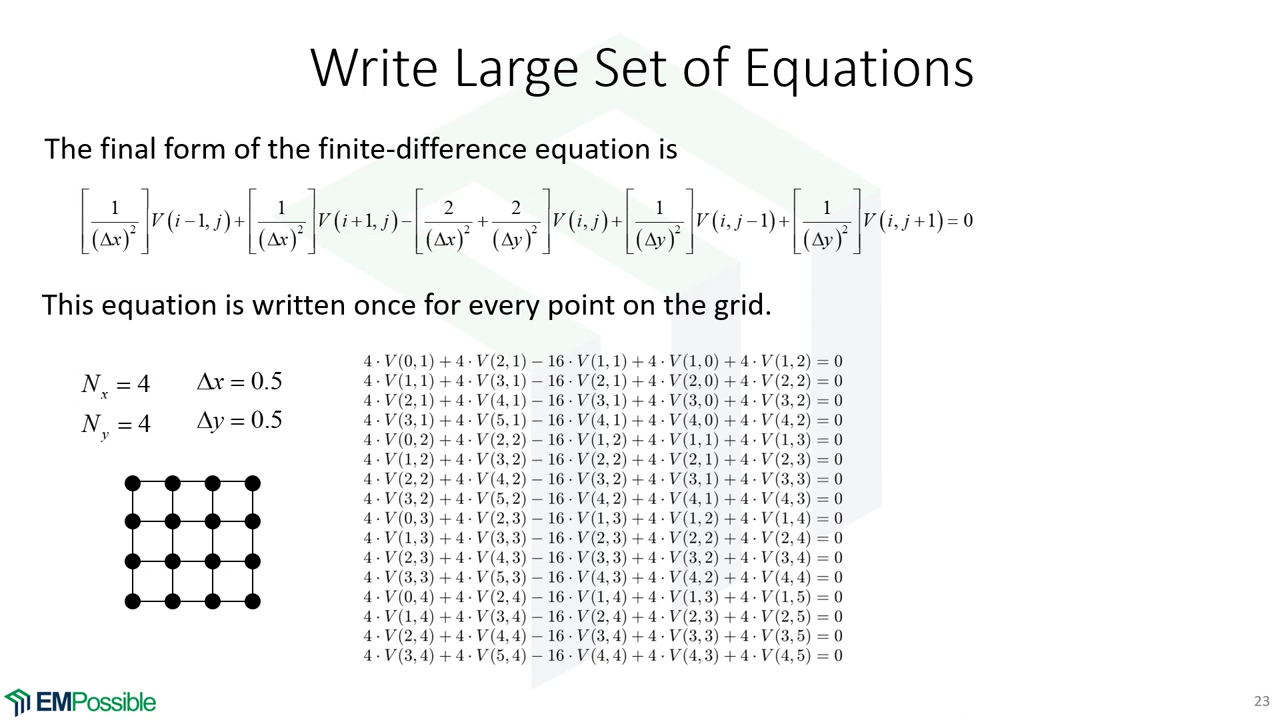 Write Large Set of Equations
The final form of the finite-difference equation is
[1/(Δx)²]V(i−1, j)+[1/(Δx)²]V(i+1, j)−[2/(Δx)²+2/(Δy)²]V(i, j)+[1/(Δy)²]V(i, j−1)+[1/(Δy)²]V(i, j+1)=0
This equation is written once for every point on the grid.
Nₓ = 4 Δx = 0.5
N_y = 4 Δy = 0.5
4 · V(0, 1) + 4 · V(2, 1) − 16 · V(1, 1) + 4 · V(1, 0) + 4 · V(1, 2) = 0
4 · V(1, 1) + 4 · V(3, 1) − 16 · V(2, 1) + 4 · V(2, 0) + 4 · V(2, 2) = 0
4 · V(2, 1) + 4 · V(4, 1) − 16 · V(3, 1) + 4 · V(3, 0) + 4 · V(3, 2) = 0
4 · V(3, 1) + 4 · V(5, 1) − 16 · V(4, 1) + 4 · V(4, 0) + 4 · V(4, 2) = 0
4 · V(0, 2) + 4 · V(2, 2) − 16 · V(1, 2) + 4 · V(1, 1) + 4 · V(1, 3) = 0
4 · V(1, 2) + 4 · V(3, 2) − 16 · V(2, 2) + 4 · V(2, 1) + 4 · V(2, 3) = 0
4 · V(2, 2) + 4 · V(4, 2) − 16 · V(3, 2) + 4 · V(3, 1) + 4 · V(3, 3) = 0
4 · V(3, 2) + 4 · V(5, 2) − 16 · V(4, 2) + 4 · V(4, 1) + 4 · V(4, 3) = 0
4 · V(0, 3) + 4 · V(2, 3) − 16 · V(1, 3) + 4 · V(1, 2) + 4 · V(1, 4) = 0
4 · V(1, 3) + 4 · V(3, 3) − 16 · V(2, 3) + 4 · V(2, 2) + 4 · V(2, 4) = 0
4 · V(2, 3) + 4 · V(4, 3) − 16 · V(3, 3) + 4 · V(3, 2) + 4 · V(3, 4) = 0
4 · V(3, 3) + 4 · V(5, 3) − 16 · V(4, 3) + 4 · V(4, 2) + 4 · V(4, 4) = 0
4 · V(0, 4) + 4 · V(2, 4) − 16 · V(1, 4) + 4 · V(1, 3) + 4 · V(1, 5) = 0
4 · V(1, 4) + 4 · V(3, 4) − 16 · V(2, 4) + 4 · V(2, 3) + 4 · V(2, 5) = 0
4 · V(2, 4) + 4 · V(4, 4) − 16 · V(3, 4) + 4 · V(3, 3) + 4 · V(3, 5) = 0
4 · V(3, 4) + 4 · V(5, 4) − 16 · V(4, 4) + 4 · V(4, 3) + 4 · V(4, 5) = 0
EMPossible
23